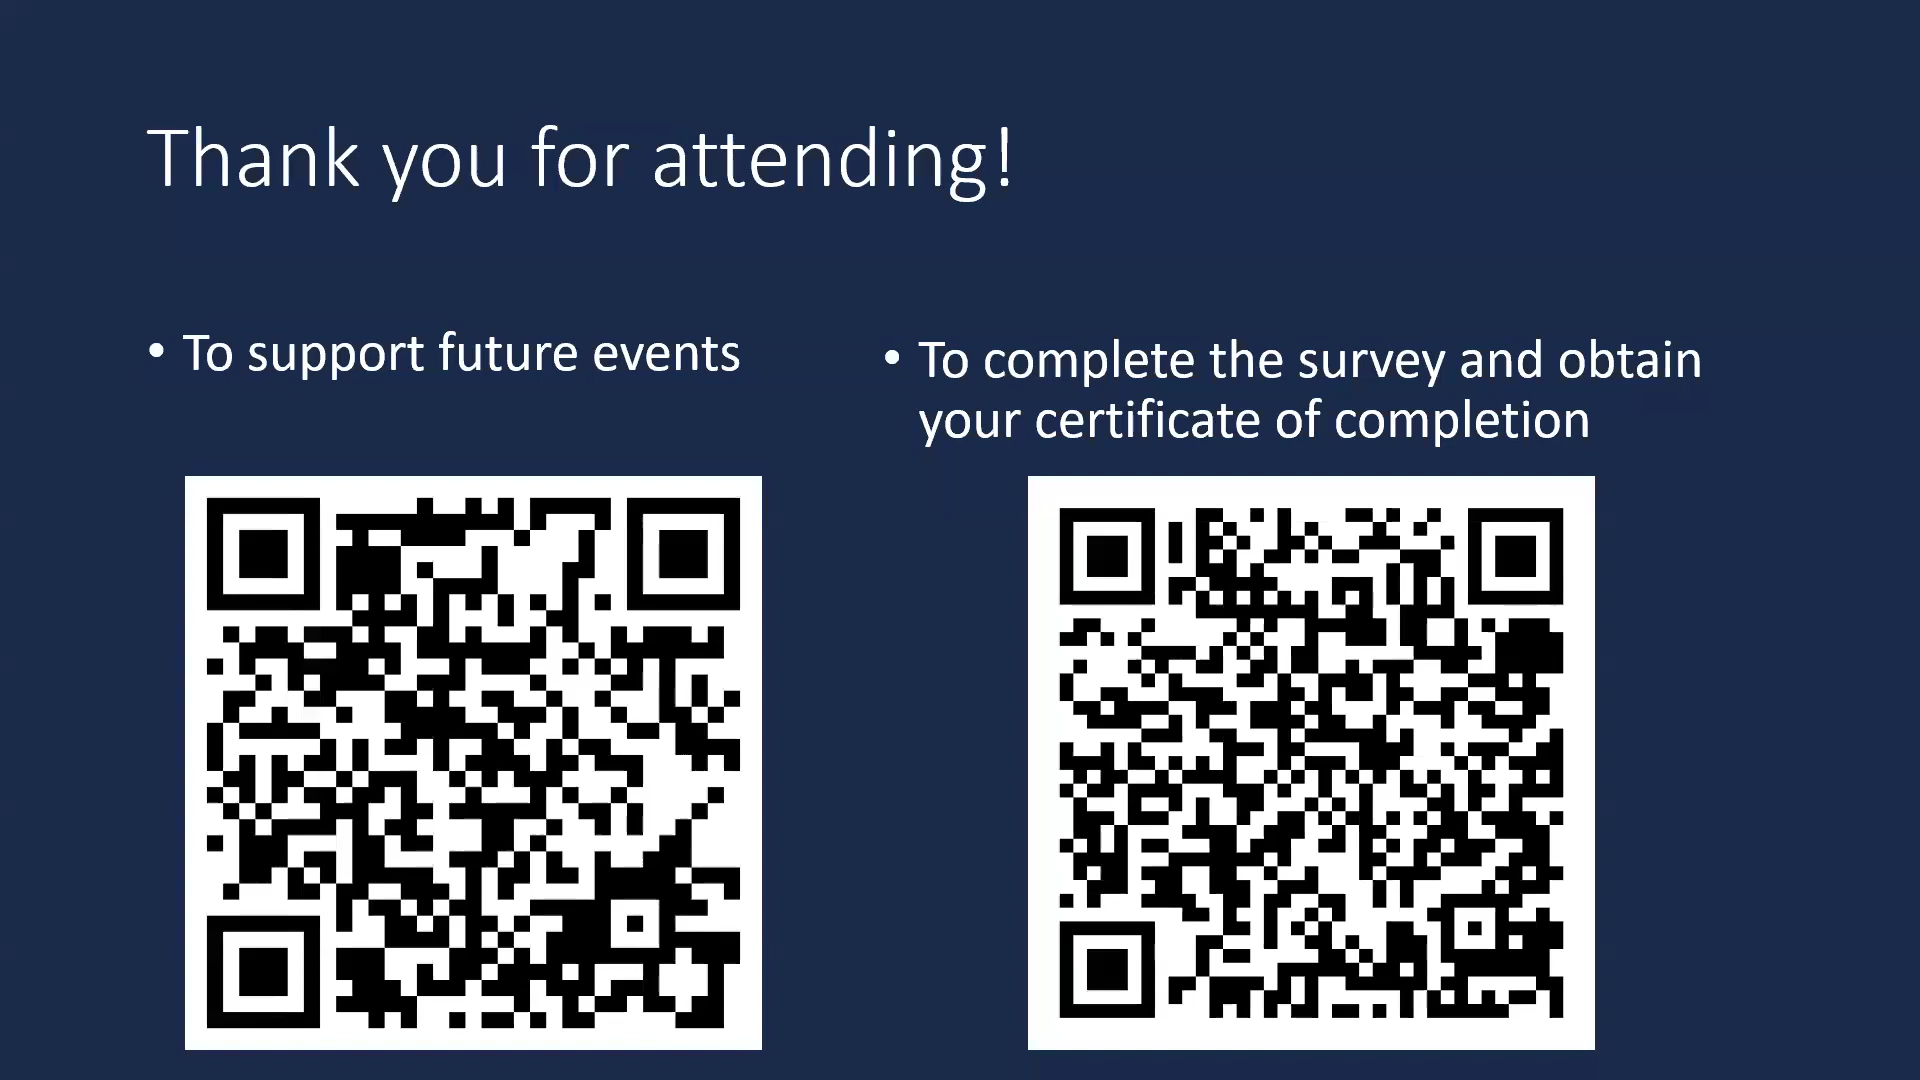 Thank you for attending!
• To support future events
• To complete the survey and obtain
your certificate of completion